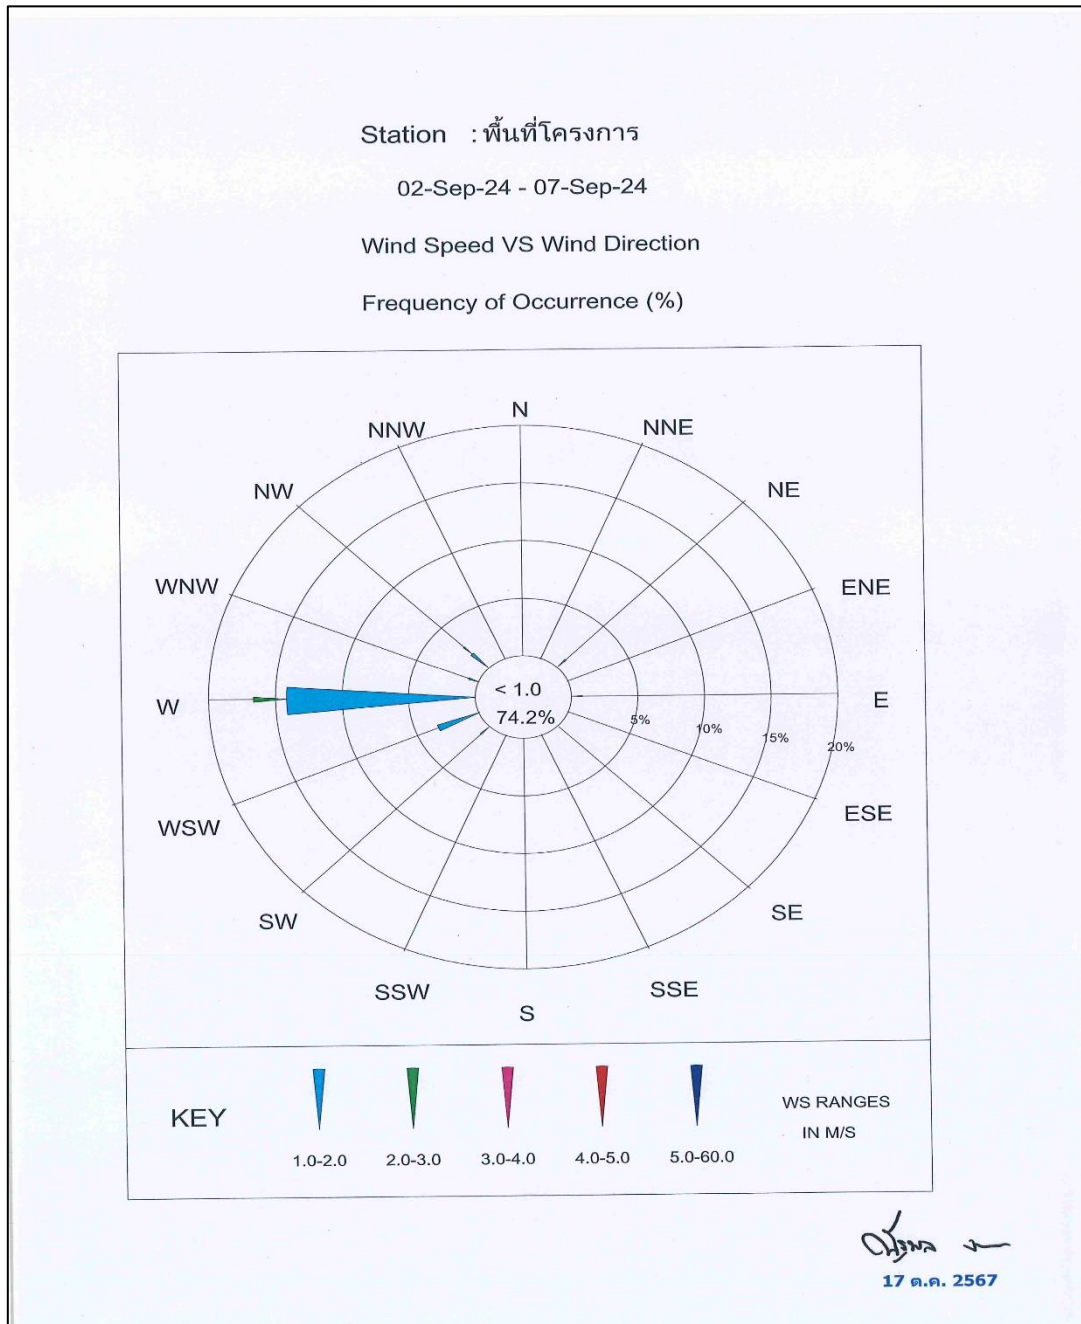 Station : พื้นที่โครงการ
02-Sep-24 - 07-Sep-24
Wind Speed VS Wind Direction
Frequency of Occurrence (%)
N
NNW
NNE
NW
NE
WNW
ENE
< 1.0
W
E
74.2%
5%
10%
15%
20%
WSW
ESE
SW
SE
SSW
SSE
S
KEY
WS RANGES
IN M/S
1.0-2.0
2.0-3.0
3.0-4.0
4.0-5.0
5.0-60.0
17 ต.ค. 2567